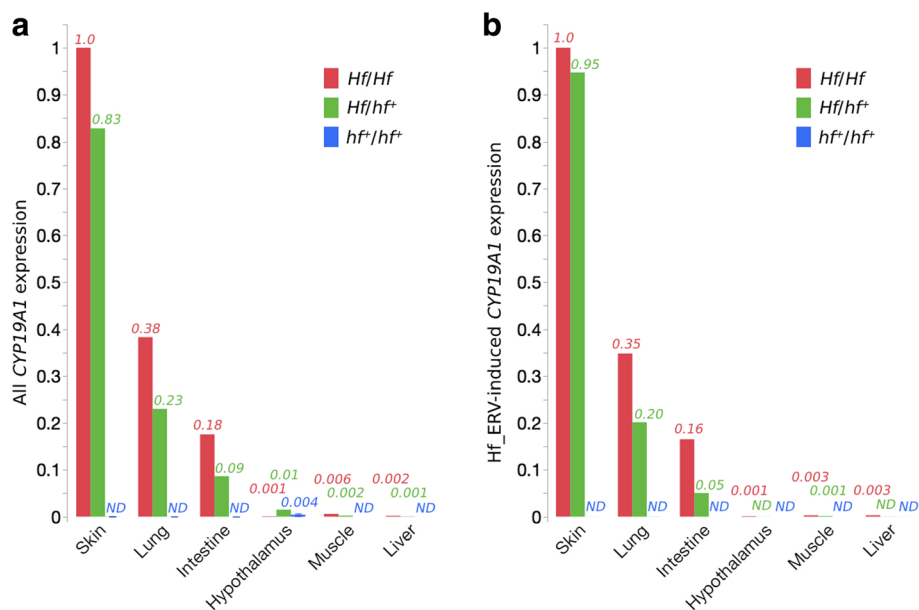 a
All CYP19A1 expression
1
0.9
0.8
0.7
0.6
0.5
0.4
0.3
0.2
0.1
0
1.0
0.83
ND
0.38
0.23
ND
0.18
0.09
ND
0.001
0.01
0.004
0.006
0.002
ND
0.002
0.001
ND
Hf/Hf
Hf/hf⁺
hf⁺/hf⁺
Skin
Lung
Intestine
Hypothalamus
Muscle
Liver
b
Hf_ERV-induced CYP19A1 expression
1
0.9
0.8
0.7
0.6
0.5
0.4
0.3
0.2
0.1
0
1.0
0.95
ND
0.35
0.20
ND
0.16
0.05
ND
0.001
ND
ND
0.003
0.001
ND
0.003
ND
ND
Hf/Hf
Hf/hf⁺
hf⁺/hf⁺
Skin
Lung
Intestine
Hypothalamus
Muscle
Liver